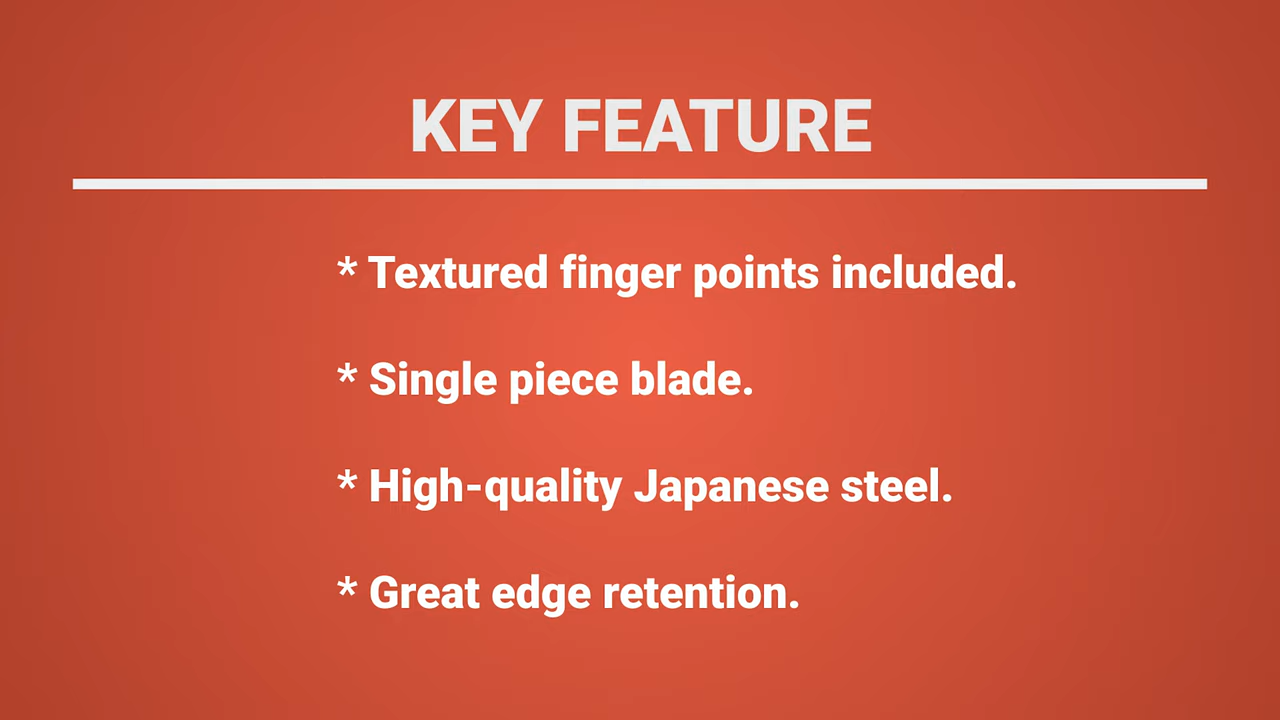 KEY FEATURE
* Textured finger points included.
* Single piece blade.
* High-quality Japanese steel.
* Great edge retention.